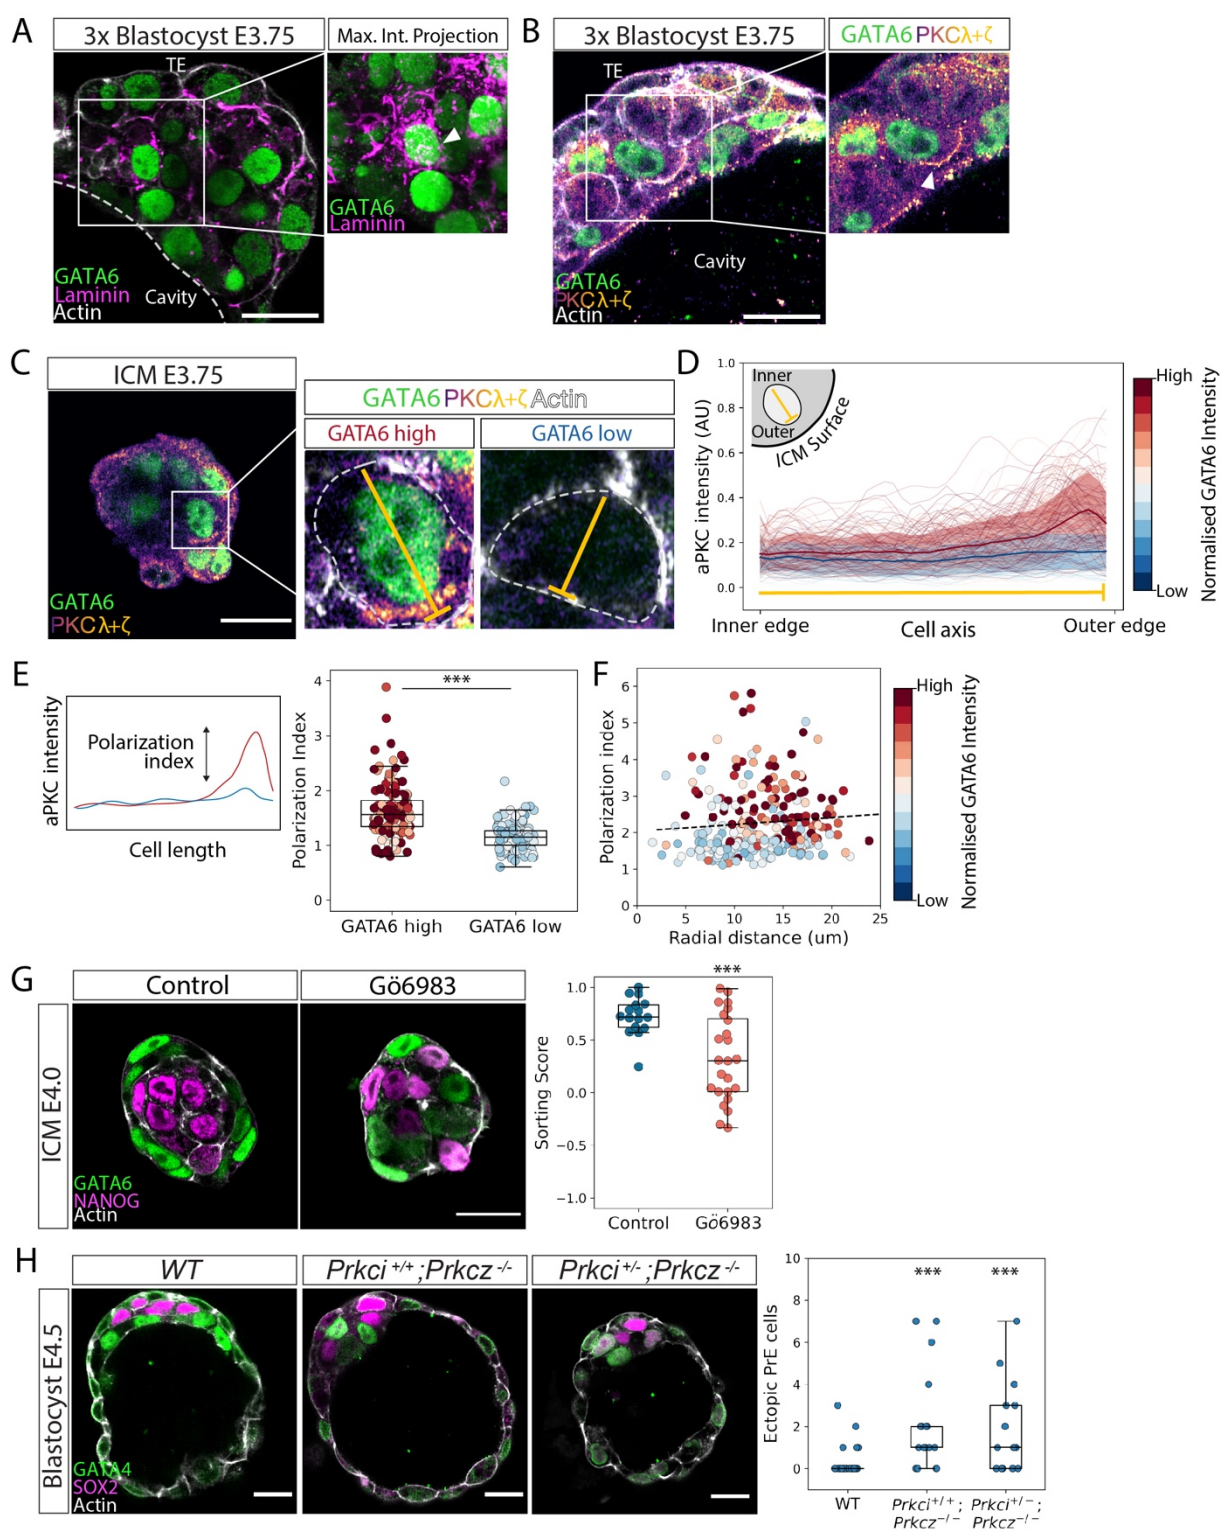 A
3x Blastocyst E3.75
Max. Int. Projection
TE
GATA6
Laminin
Actin
Cavity
GATA6
Laminin
B
3x Blastocyst E3.75
GATA6 PKCλ+ζ
TE
Cavity
GATA6
PKCλ+ζ
Actin
C
ICM E3.75
GATA6 PKCλ+ζ Actin
GATA6 high
GATA6 low
GATA6
PKCλ+ζ
D
1.0
0.8
0.6
0.4
0.2
0.0
aPKC intensity (AU)
Inner
Outer
ICM Surface
Inner edge
Cell axis
Outer edge
High
Low
Normalised GATA6 Intensity
E
aPKC intensity
Polarization
index
Cell length
Polarization Index
4
3
2
1
0
***
GATA6 high
GATA6 low
F
Polarization index
6
5
4
3
2
1
0
0
5
10
15
20
25
Radial distance (um)
High
Low
Normalised GATA6 Intensity
G
Control
Gö6983
ICM E4.0
GATA6
NANOG
Actin
Sorting Score
1.0
0.5
0.0
−0.5
−1.0
***
Control
Gö6983
H
WT
Prkci +/+;Prkcz -/-
Prkci +/-;Prkcz -/-
Blastocyst E4.5
GATA4
SOX2
Actin
Ectopic PrE cells
10
8
6
4
2
0
***
***
WT
Prkci+/+;
Prkcz−/−
Prkci+/−;
Prkcz−/−